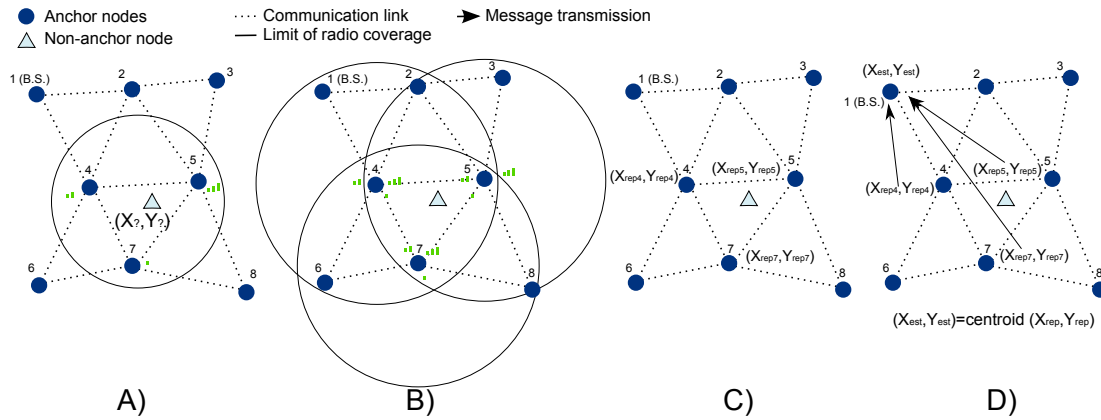 Anchor nodes
Communication link
Message transmission
Non-anchor node
Limit of radio coverage
1 (B.S.)
2
3
4
5
(X?,Y?)
7
6
8
A)
1 (B.S.)
2
3
4
5
7
6
8
B)
1 (B.S.)
2
3
4
5
(Xrep4,Yrep4)
(Xrep5,Yrep5)
7
(Xrep7,Yrep7)
6
8
C)
(Xest,Yest)
1 (B.S.)
2
3
4
5
(Xrep5,Yrep5)
(Xrep4,Yrep4)
7
(Xrep7,Yrep7)
6
8
(Xest,Yest)=centroid (Xrep,Yrep)
D)